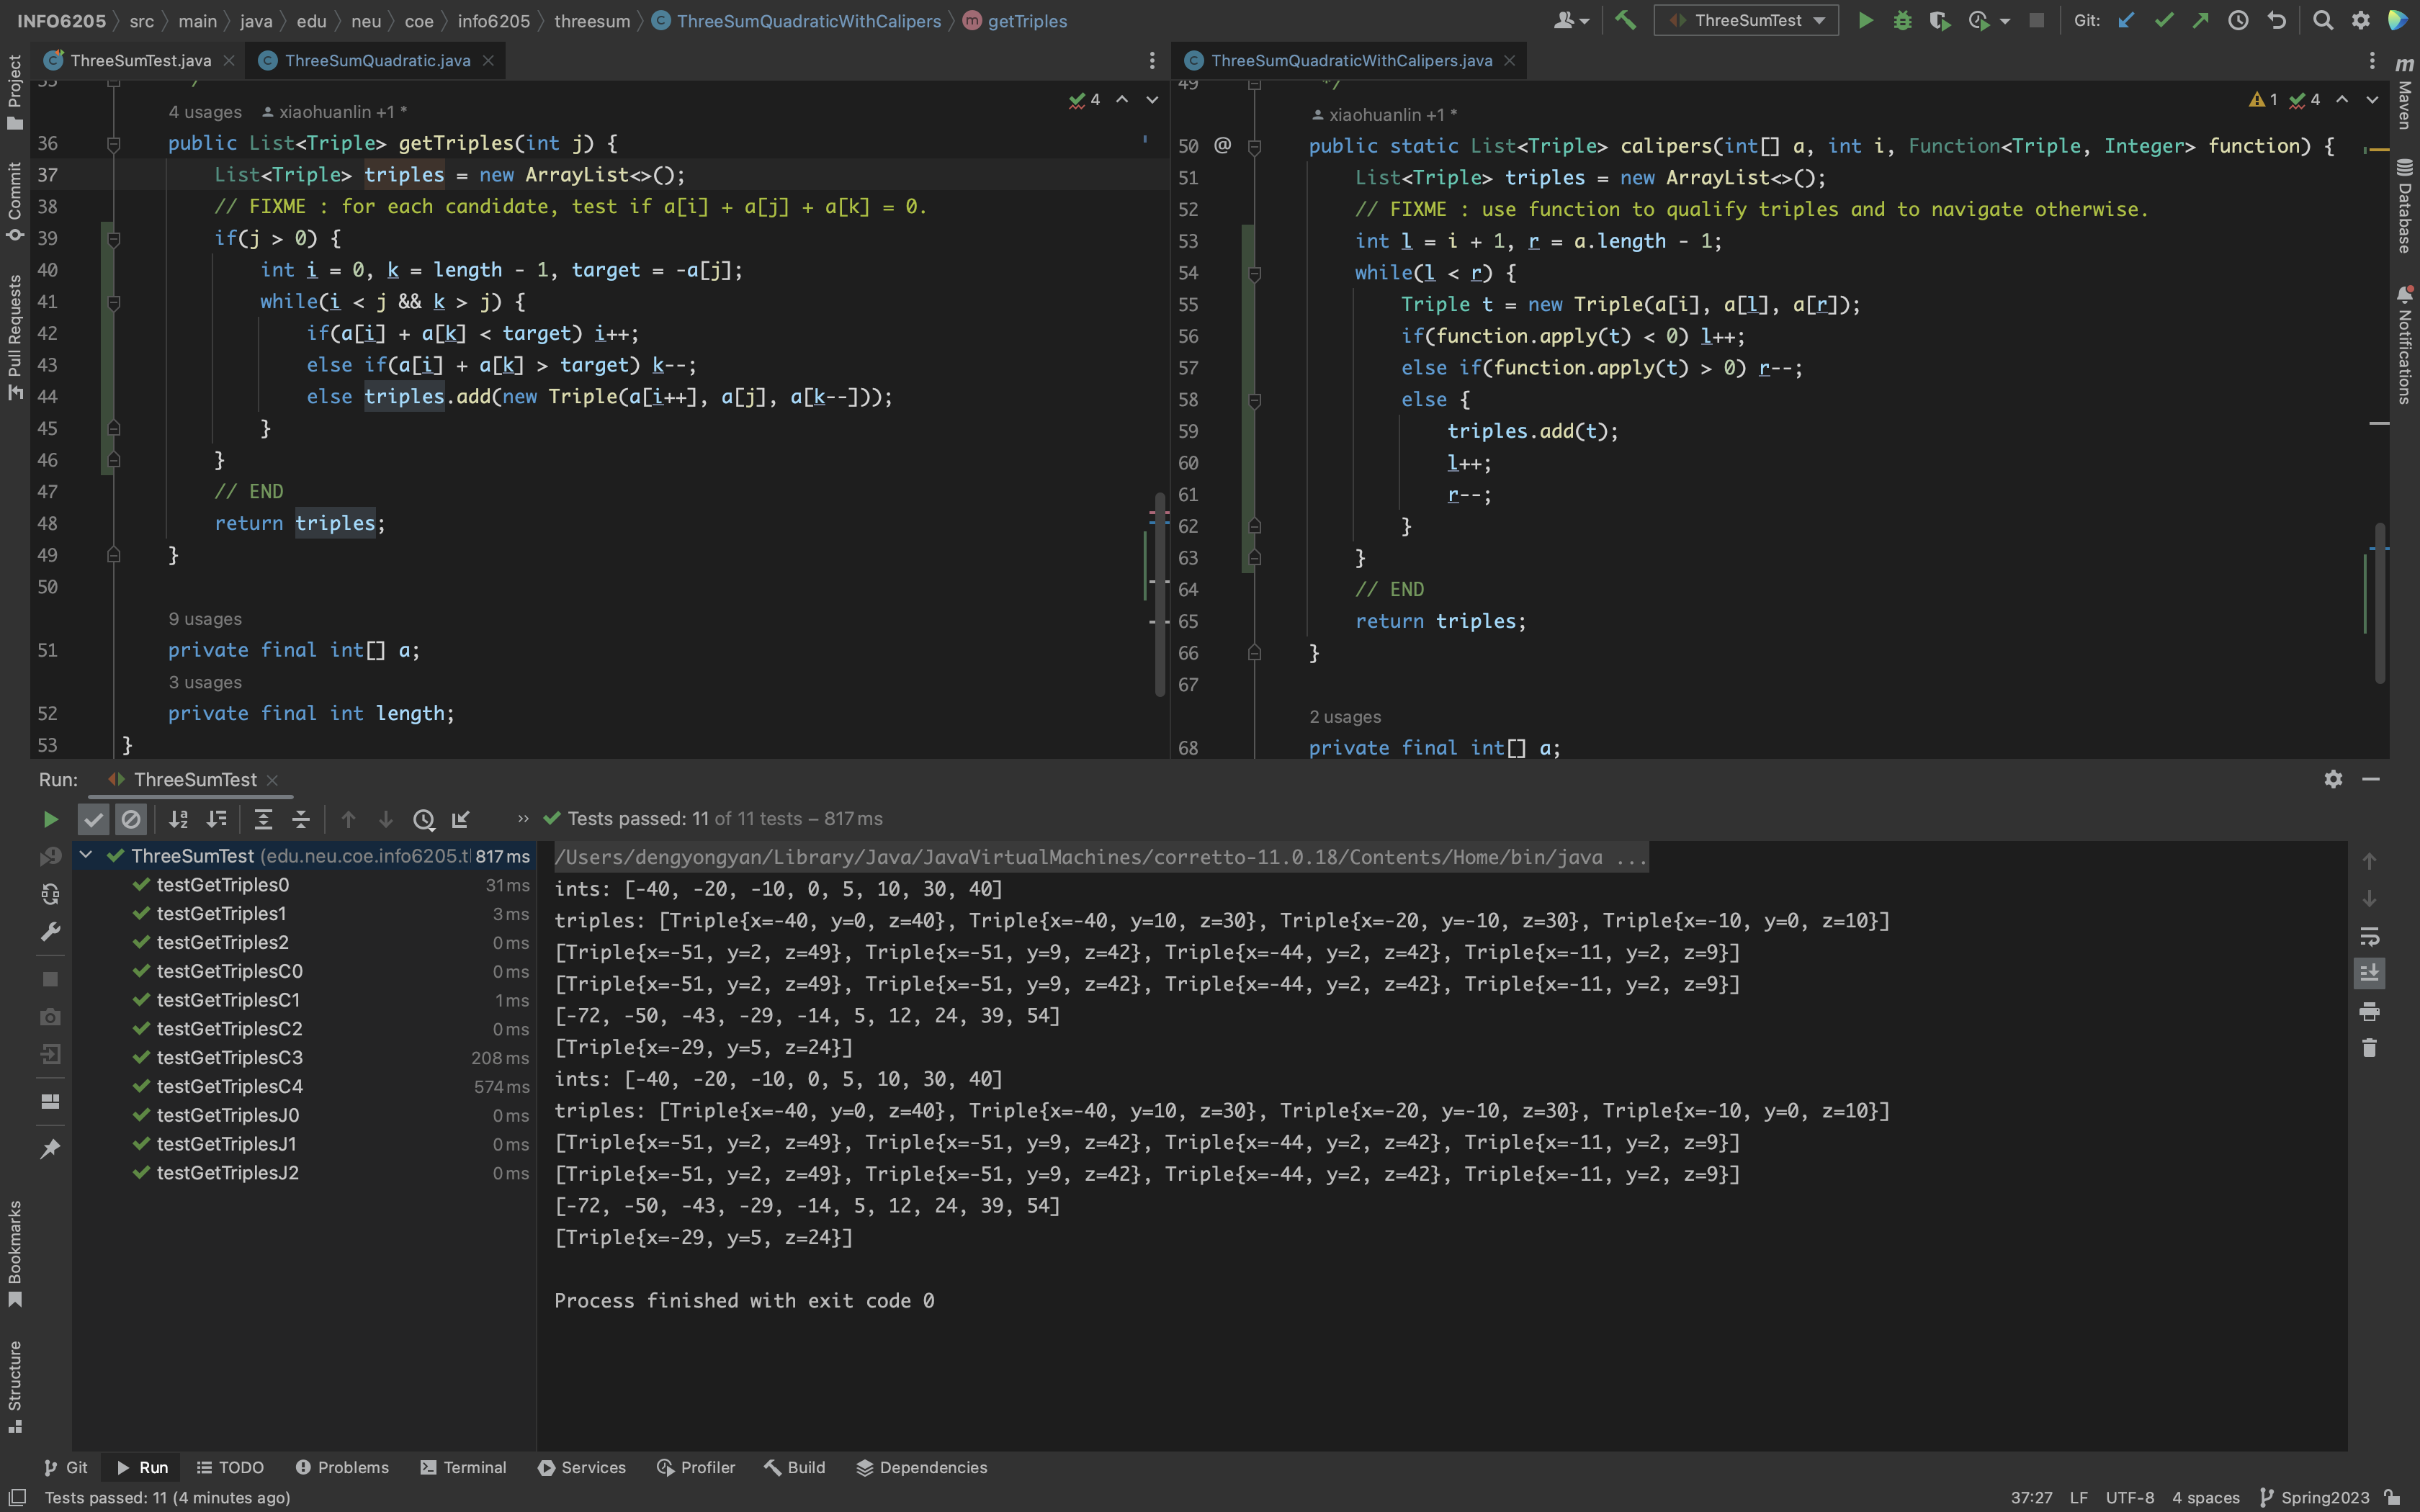 INFO6205 src main java edu neu coe info6205 threesum ThreeSumQuadraticWithCalipers getTriples
ThreeSumTest Git:
ThreeSumTest.java ThreeSumQuadratic.java
Project
Commit
Pull Requests
4 usages xiaohuanlin +1 *
4
36 public List<Triple> getTriples(int j) {
37 List<Triple> triples = new ArrayList<>();
38 // FIXME : for each candidate, test if a[i] + a[j] + a[k] = 0.
39 if(j > 0) {
40 int i = 0, k = length - 1, target = -a[j];
41 while(i < j && k > j) {
42 if(a[i] + a[k] < target) i++;
43 else if(a[i] + a[k] > target) k--;
44 else triples.add(new Triple(a[i++], a[j], a[k--]));
45 }
46 }
47 // END
48 return triples;
49 }
50
9 usages
51 private final int[] a;
3 usages
52 private final int length;
53 }
ThreeSumQuadraticWithCalipers.java
49 */
xiaohuanlin +1 *
1 4
50 @ public static List<Triple> calipers(int[] a, int i, Function<Triple, Integer> function) {
51 List<Triple> triples = new ArrayList<>();
52 // FIXME : use function to qualify triples and to navigate otherwise.
53 int l = i + 1, r = a.length - 1;
54 while(l < r) {
55 Triple t = new Triple(a[i], a[l], a[r]);
56 if(function.apply(t) < 0) l++;
57 else if(function.apply(t) > 0) r--;
58 else {
59 triples.add(t);
60 l++;
61 r--;
62 }
63 }
64 // END
65 return triples;
66 }
67
2 usages
68 private final int[] a;
m Maven
Database
Notifications
Run: ThreeSumTest
Tests passed: 11 of 11 tests – 817 ms
ThreeSumTest (edu.neu.coe.info6205.t 817 ms
testGetTriples0 31 ms
testGetTriples1 3 ms
testGetTriples2 0 ms
testGetTriplesC0 0 ms
testGetTriplesC1 1 ms
testGetTriplesC2 0 ms
testGetTriplesC3 208 ms
testGetTriplesC4 574 ms
testGetTriplesJ0 0 ms
testGetTriplesJ1 0 ms
testGetTriplesJ2 0 ms
/Users/dengyongyan/Library/Java/JavaVirtualMachines/corretto-11.0.18/Contents/Home/bin/java ...
ints: [-40, -20, -10, 0, 5, 10, 30, 40]
triples: [Triple{x=-40, y=0, z=40}, Triple{x=-40, y=10, z=30}, Triple{x=-20, y=-10, z=30}, Triple{x=-10, y=0, z=10}]
[Triple{x=-51, y=2, z=49}, Triple{x=-51, y=9, z=42}, Triple{x=-44, y=2, z=42}, Triple{x=-11, y=2, z=9}]
[Triple{x=-51, y=2, z=49}, Triple{x=-51, y=9, z=42}, Triple{x=-44, y=2, z=42}, Triple{x=-11, y=2, z=9}]
[-72, -50, -43, -29, -14, 5, 12, 24, 39, 54]
[Triple{x=-29, y=5, z=24}]
ints: [-40, -20, -10, 0, 5, 10, 30, 40]
triples: [Triple{x=-40, y=0, z=40}, Triple{x=-40, y=10, z=30}, Triple{x=-20, y=-10, z=30}, Triple{x=-10, y=0, z=10}]
[Triple{x=-51, y=2, z=49}, Triple{x=-51, y=9, z=42}, Triple{x=-44, y=2, z=42}, Triple{x=-11, y=2, z=9}]
[Triple{x=-51, y=2, z=49}, Triple{x=-51, y=9, z=42}, Triple{x=-44, y=2, z=42}, Triple{x=-11, y=2, z=9}]
[-72, -50, -43, -29, -14, 5, 12, 24, 39, 54]
[Triple{x=-29, y=5, z=24}]
Process finished with exit code 0
Bookmarks
Structure
Git Run TODO Problems Terminal Services Profiler Build Dependencies
Tests passed: 11 (4 minutes ago) 37:27 LF UTF-8 4 spaces Spring2023